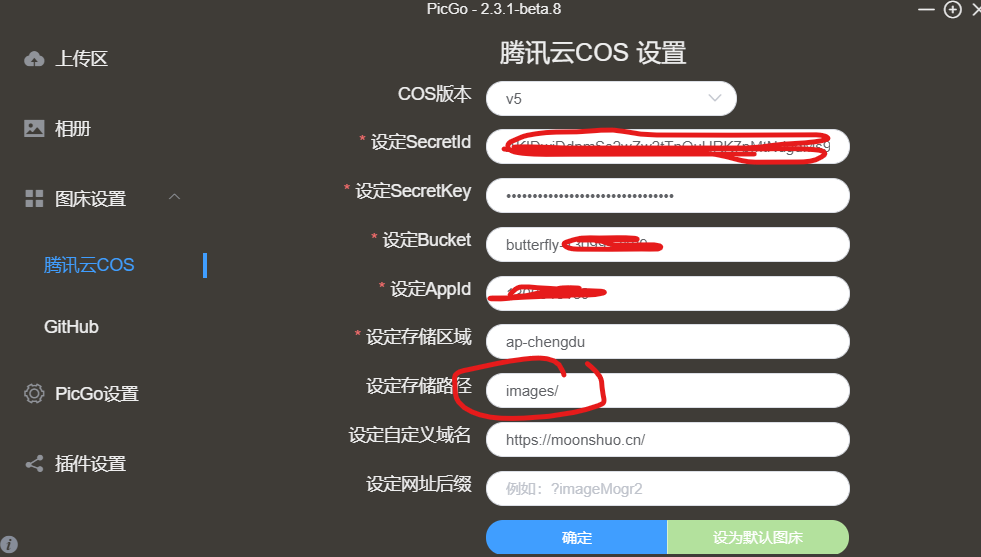 PicGo - 2.3.1-beta.8
上传区
相册
图床设置
腾讯云COS
GitHub
PicGo设置
插件设置
腾讯云COS 设置
COS版本
v5
* 设定SecretId
* 设定SecretKey
••••••••••••••••••••••••••••••••
* 设定Bucket
butterfly-
* 设定AppId
* 设定存储区域
ap-chengdu
设定存储路径
images/
设定自定义域名
https://moonshuo.cn/
设定网址后缀
例如：?imageMogr2
确定
设为默认图床